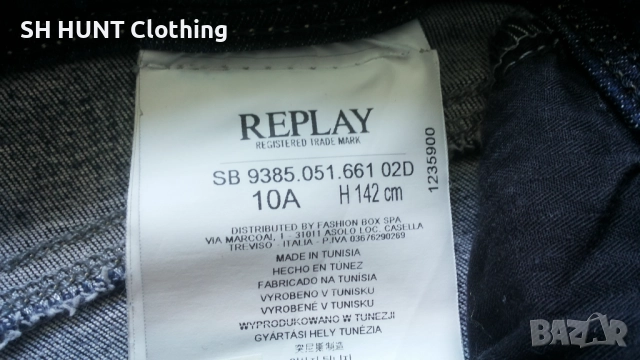 SH HUNT Clothing
REPLAY
REGISTERED TRADE MARK
SB 9385.051.661 02D
10A H 142 cm
1235900
DISTRIBUTED BY FASHION BOX SPA
VIA MARCOAI, 1 - 31011 ASOLO LOC. CASELLA
TREVISO - ITALIA - P.IVA 03676290269
MADE IN TUNISIA
HECHO EN TÚNEZ
FABRICADO NA TUNÍSIA
VYROBENO V TUNISKU
VYROBENÉ V TUNISKU
WYPRODUKOWANO W TUNEZJI
GYÁRTÁSI HELY TUNÉZIA
BAZAR